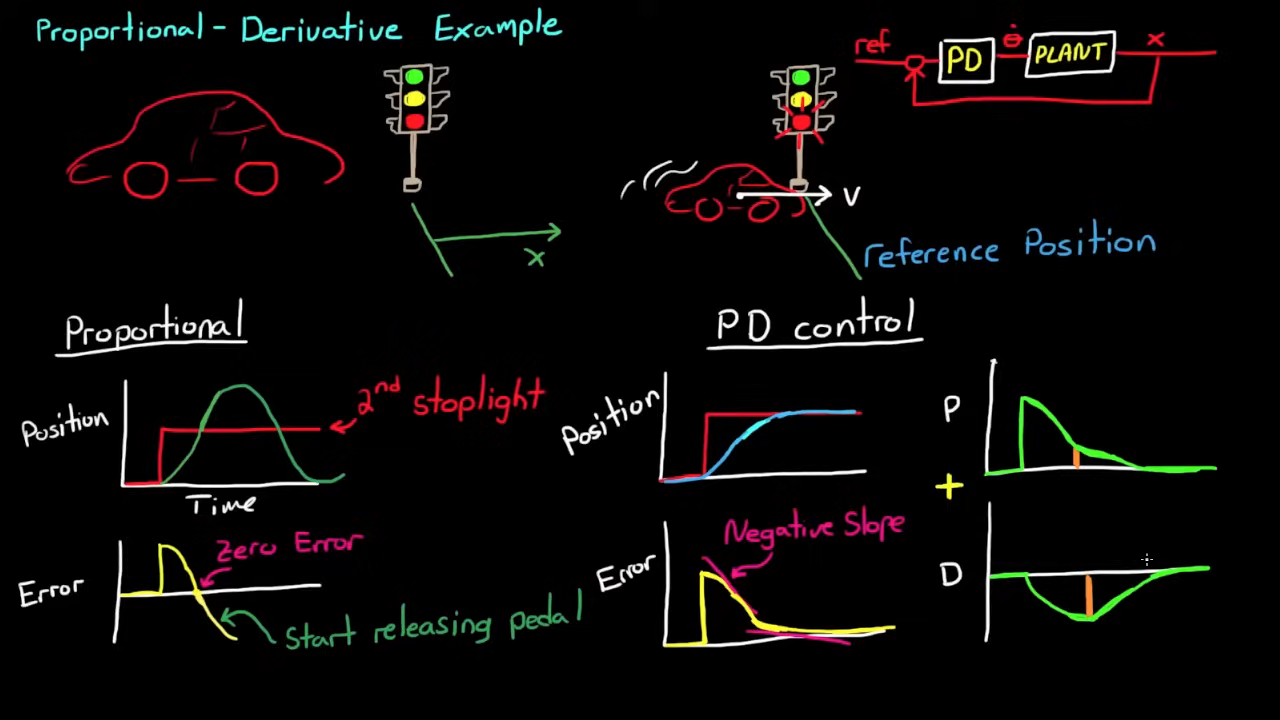 Proportional - Derivative Example
ref
PD
θ̇
PLANT
x
x
v
reference Position
Proportional
Position
2nd stoplight
Time
Error
Zero Error
Start releasing pedal
PD control
Position
Error
Negative Slope
P
+
D